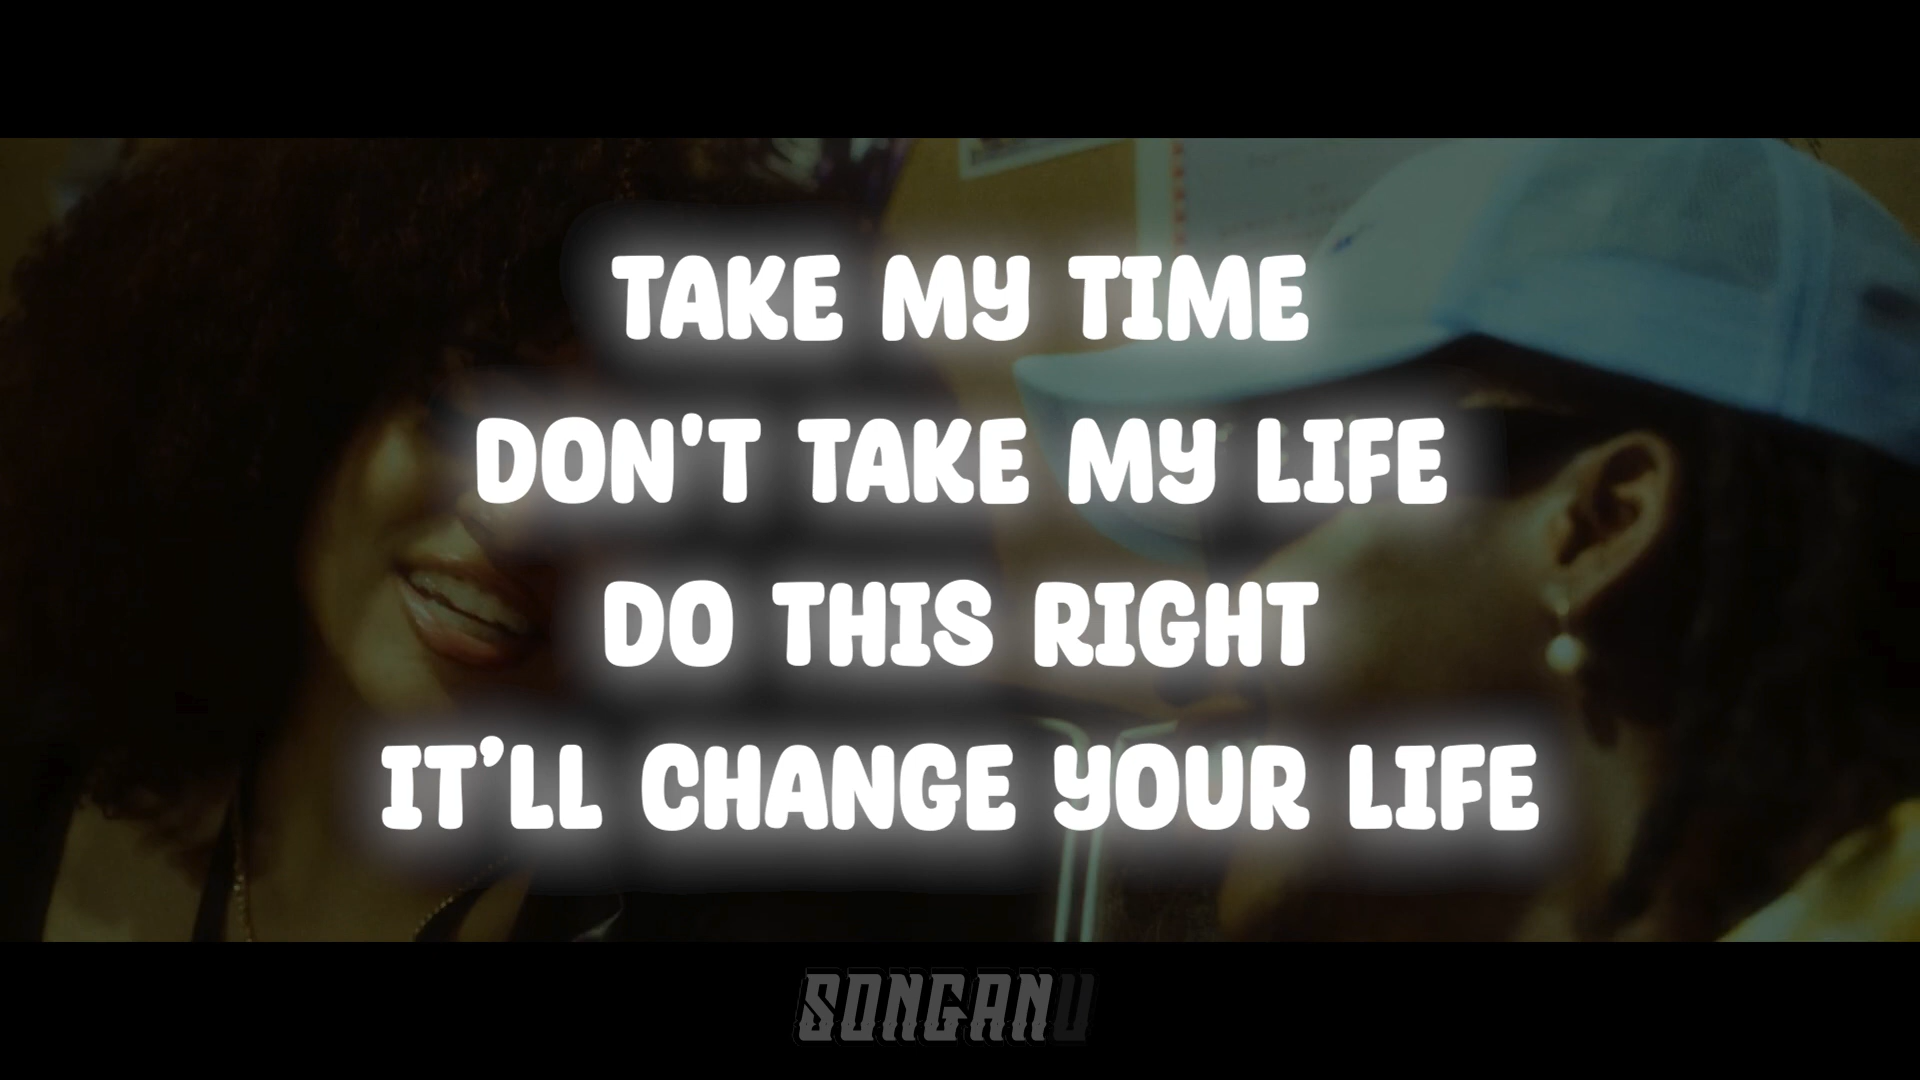 TAKE MY TIME
DON'T TAKE MY LIFE
DO THIS RIGHT
IT’LL CHANGE YOUR LIFE
SONGANU